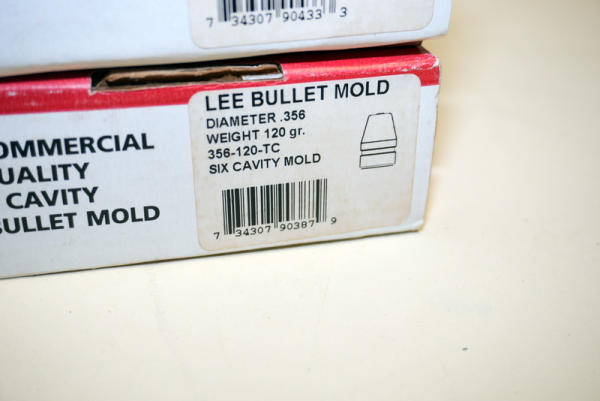 7 34307 90433 3
LEE BULLET MOLD
DIAMETER .356
WEIGHT 120 gr.
356-120-TC
SIX CAVITY MOLD
7 34307 90387 9
OMMERCIAL
UALITY
CAVITY
BULLET MOLD